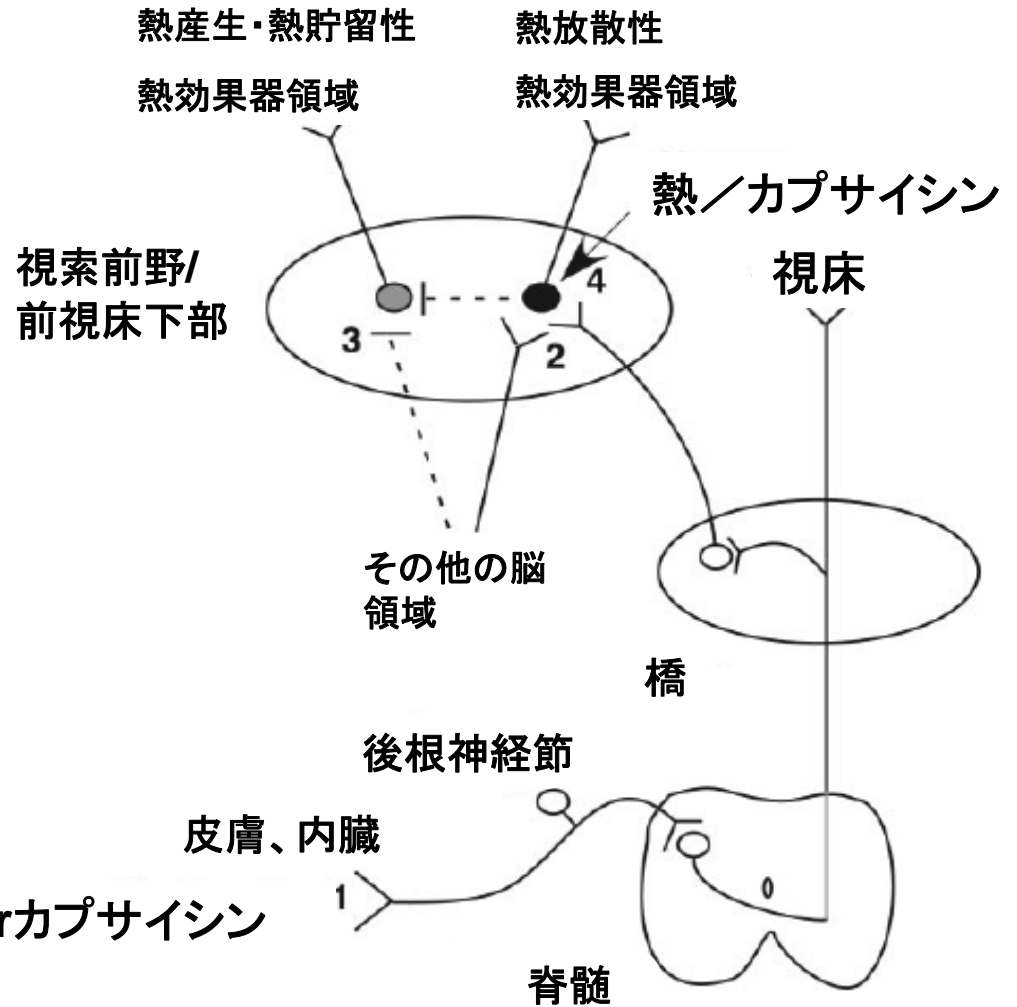 熱産生・熱貯留性
熱効果器領域
熱放散性
熱効果器領域
熱／カプサイシン
視床
視索前野/
前視床下部
4
3
2
その他の脳
領域
橋
後根神経節
皮膚、内臓
1
rカプサイシン
脊髄